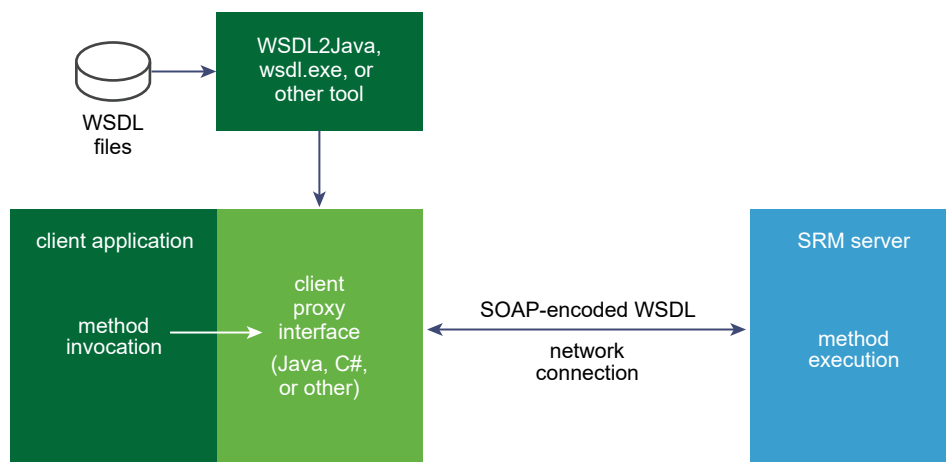 WSDL2Java,
wsdl.exe, or
other tool
WSDL
files
client application
method
invocation
client
proxy
interface
(Java, C#,
or other)
SOAP-encoded WSDL
network
connection
SRM server
method
execution